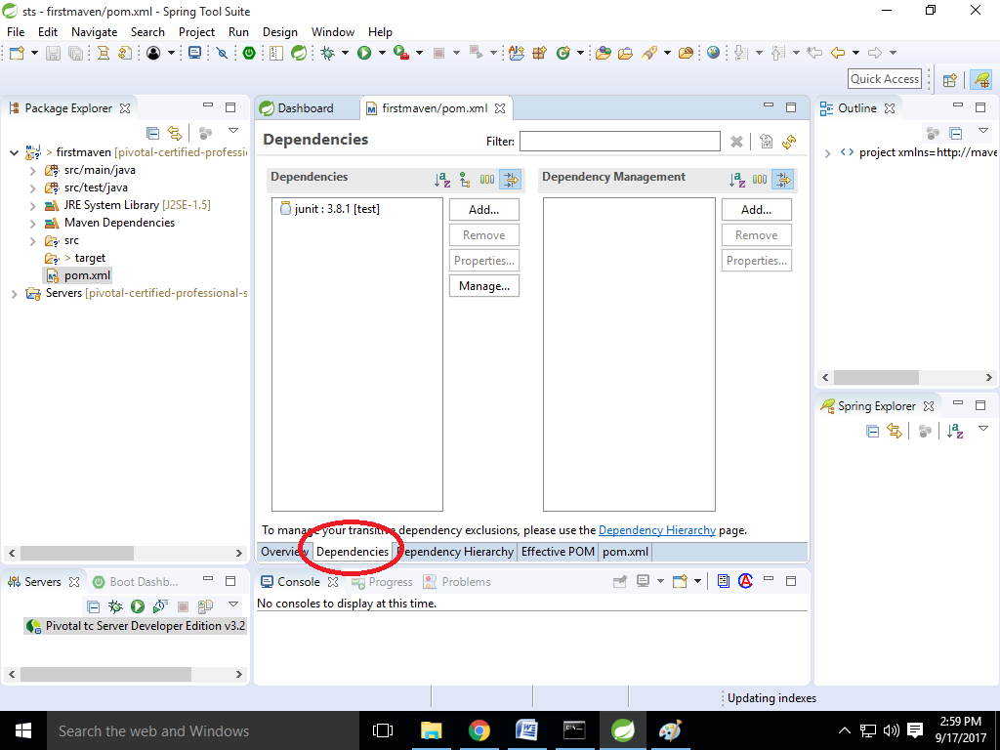 sts - firstmaven/pom.xml - Spring Tool Suite
File Edit Navigate Search Project Run Design Window Help
Quick Access
Package Explorer
firstmaven/pom.xml
Dashboard
Outline
> firstmaven [pivotal-certified-professi
src/main/java
src/test/java
JRE System Library [J2SE-1.5]
Maven Dependencies
src
> target
pom.xml
Servers [pivotal-certified-professional-s
Dependencies
Filter:
Dependencies
junit : 3.8.1 [test]
Add...
Remove
Properties...
Manage...
Dependency Management
Add...
Remove
Properties...
To manage your transitive dependency exclusions, please use the Dependency Hierarchy page.
Overview Dependencies Dependency Hierarchy Effective POM pom.xml
project xmlns=http://mave
Spring Explorer
Servers
Boot Dashb...
Pivotal tc Server Developer Edition v3.2
Console Progress Problems
No consoles to display at this time.
Updating indexes
Search the web and Windows
2:59 PM
9/17/2017